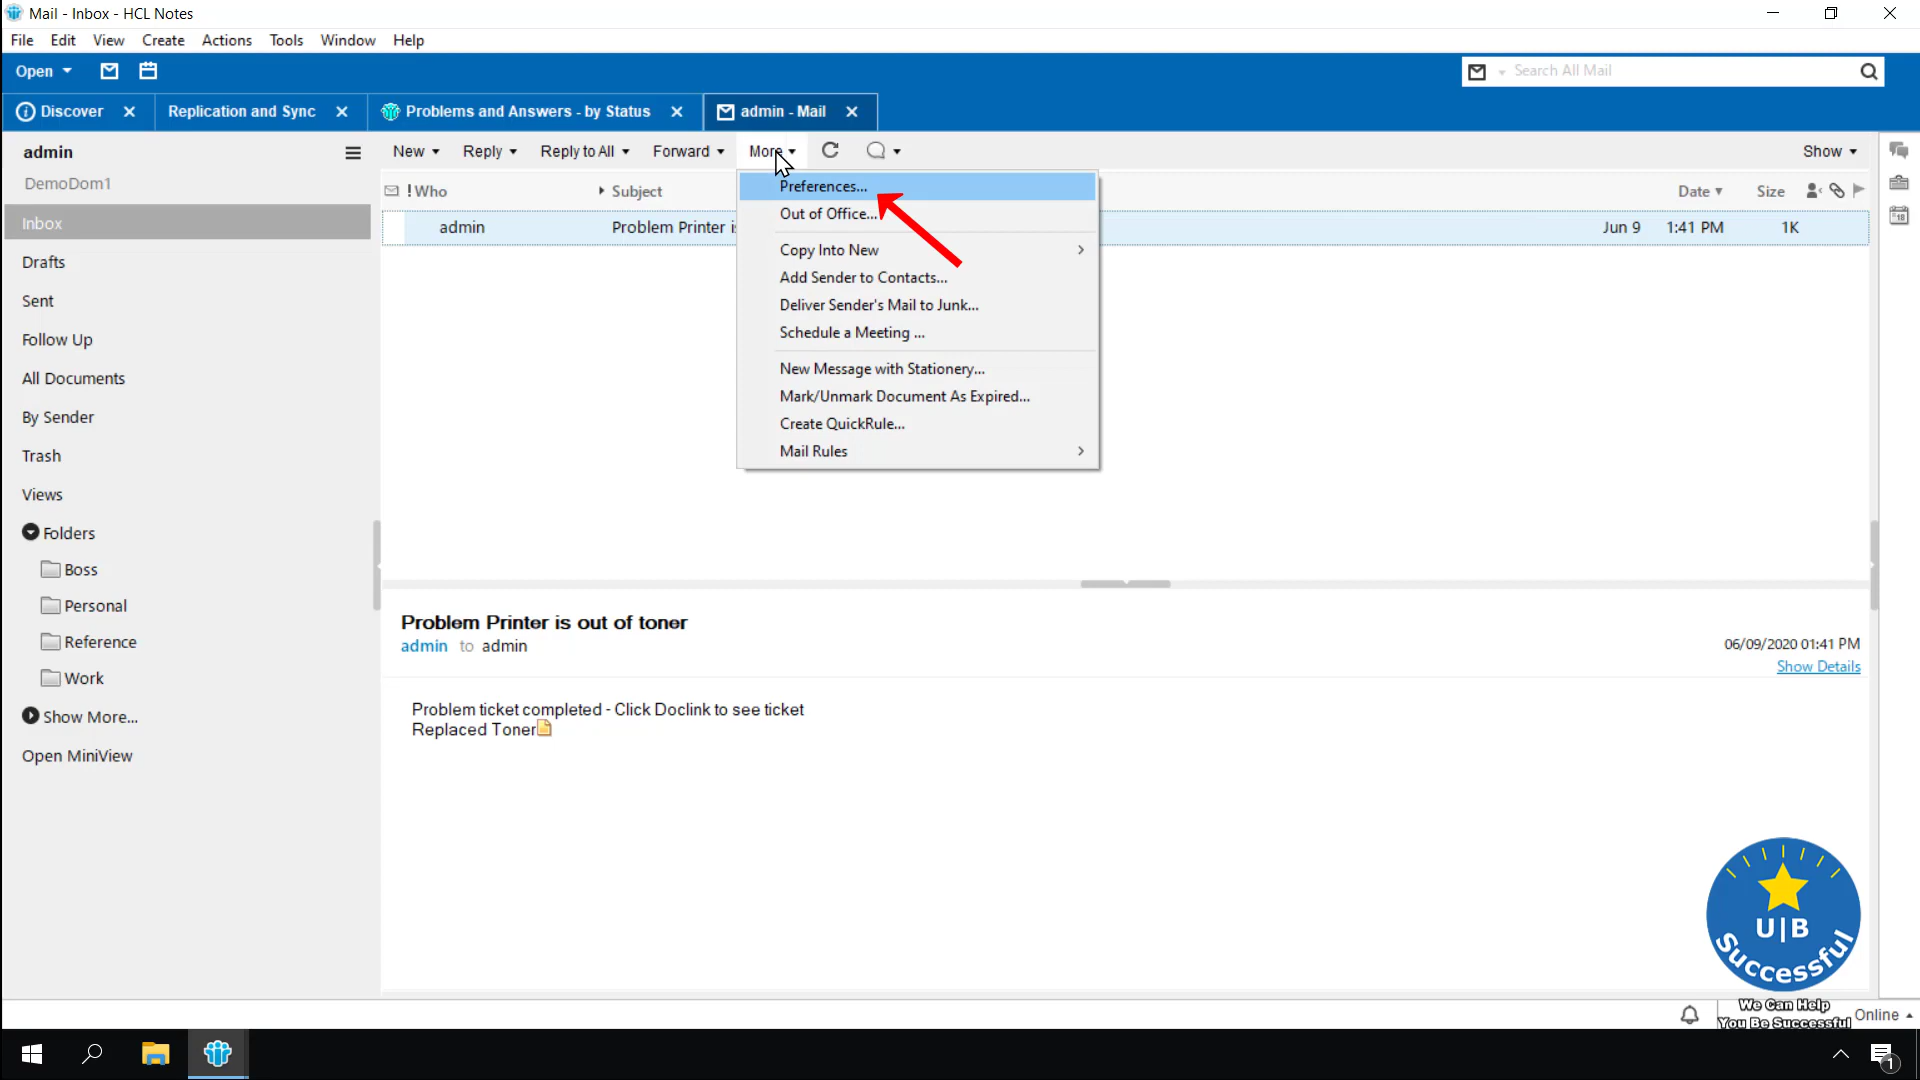 Mail - Inbox - HCL Notes
File Edit View Create Actions Tools Window Help
Open Search All Mail
Discover Replication and Sync Problems and Answers - by Status admin - Mail
admin New Reply Reply to All Forward More Show
DemoDom1
! Who Subject Date Size
Inbox admin Problem Printer i Jun 9 1:41 PM 1K
Preferences...
Out of Office...
Copy Into New
Add Sender to Contacts...
Deliver Sender's Mail to Junk...
Schedule a Meeting ...
New Message with Stationery...
Mark/Unmark Document As Expired...
Create QuickRule...
Mail Rules
Drafts
Sent
Follow Up
All Documents
By Sender
Trash
Views
Folders
Boss
Personal
Reference
Work
Show More...
Open MiniView
Problem Printer is out of toner
admin to admin
06/09/2020 01:41 PM
Show Details
Problem ticket completed - Click Doclink to see ticket
Replaced Toner
U|B
Successful
We Can Help
You Be Successful
Online
1
18